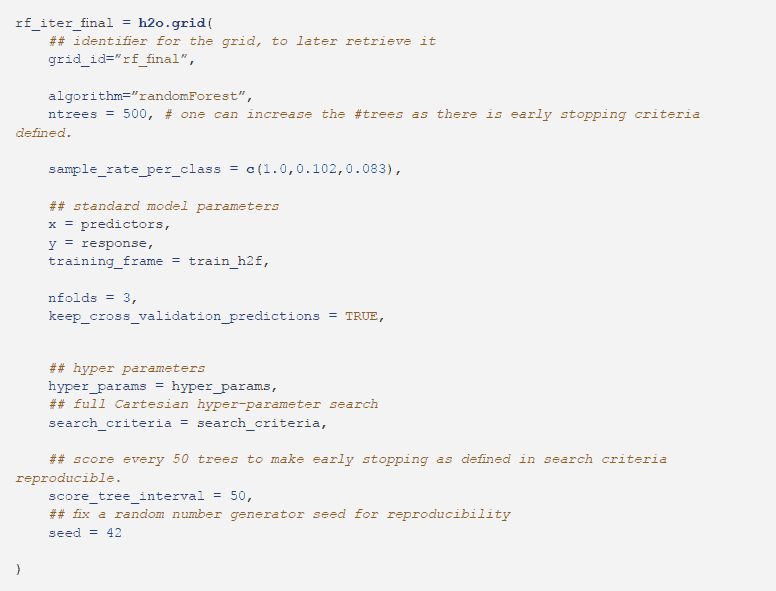 rf_iter_final = h2o.grid(
## identifier for the grid, to later retrieve it
grid_id=”rf_final”,
algorithm=”randomForest”,
ntrees = 500, # one can increase the #trees as there is early stopping criteria
defined.
sample_rate_per_class = c(1.0,0.102,0.083),
## standard model parameters
x = predictors,
y = response,
training_frame = train_h2f,
nfolds = 3,
keep_cross_validation_predictions = TRUE,
## hyper parameters
hyper_params = hyper_params,
## full Cartesian hyper-parameter search
search_criteria = search_criteria,
## score every 50 trees to make early stopping as defined in search criteria
reproducible.
score_tree_interval = 50,
## fix a random number generator seed for reproducibility
seed = 42
)